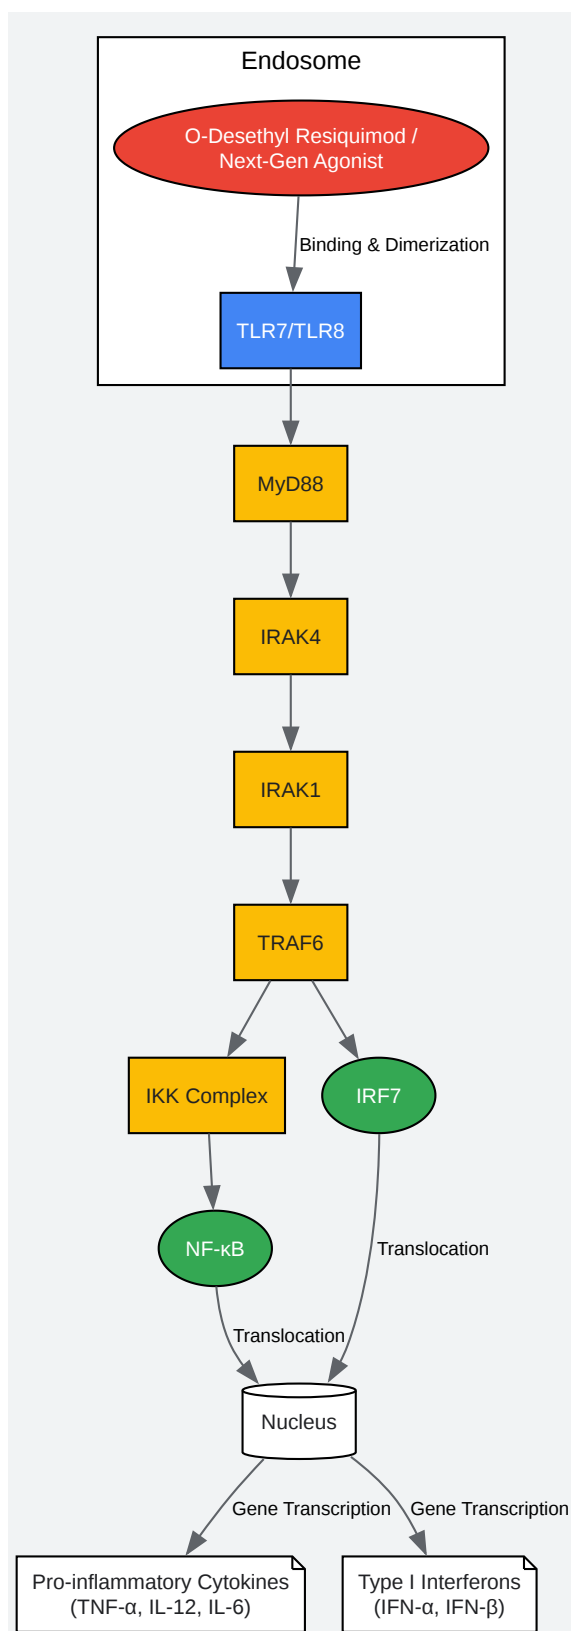 Endosome
O-Desethyl Resiquimod /
Next-Gen Agonist
Binding & Dimerization
TLR7/TLR8
MyD88
IRAK4
IRAK1
TRAF6
IKK Complex
IRF7
NF-κB
Translocation
Translocation
Nucleus
Gene Transcription
Gene Transcription
Pro-inflammatory Cytokines
(TNF-α, IL-12, IL-6)
Type I Interferons
(IFN-α, IFN-β)